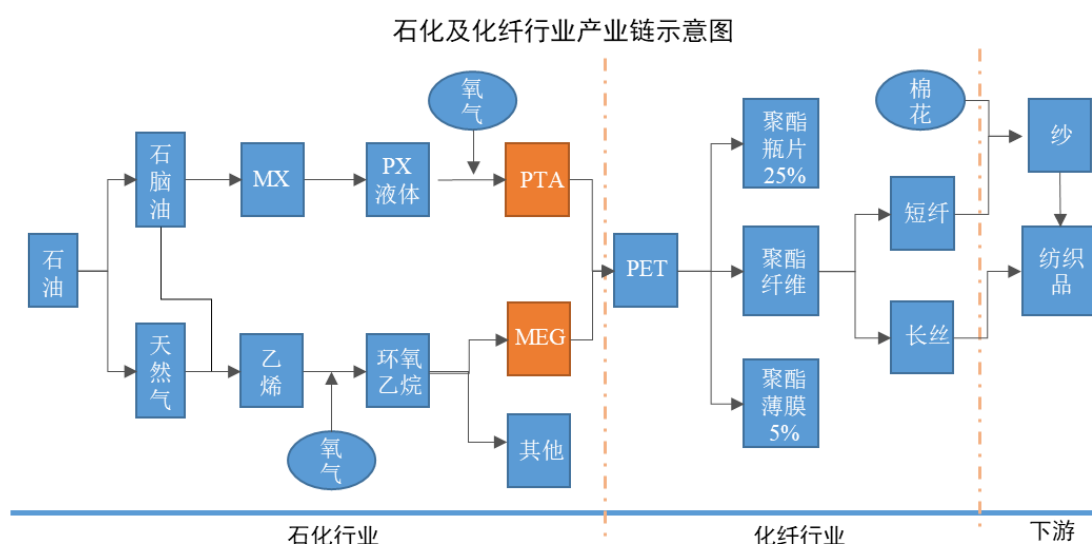 石化及化纤行业产业链示意图
氧
气
棉
花
石
脑
油
MX
PX
液体
PTA
聚酯
瓶片
25%
纱
短纤
石
油
PET
聚酯
纤维
纺织
品
天
然
气
乙
烯
环氧
乙烷
MEG
长丝
聚酯
薄膜
5%
氧
气
其他
石化行业
化纤行业
下游